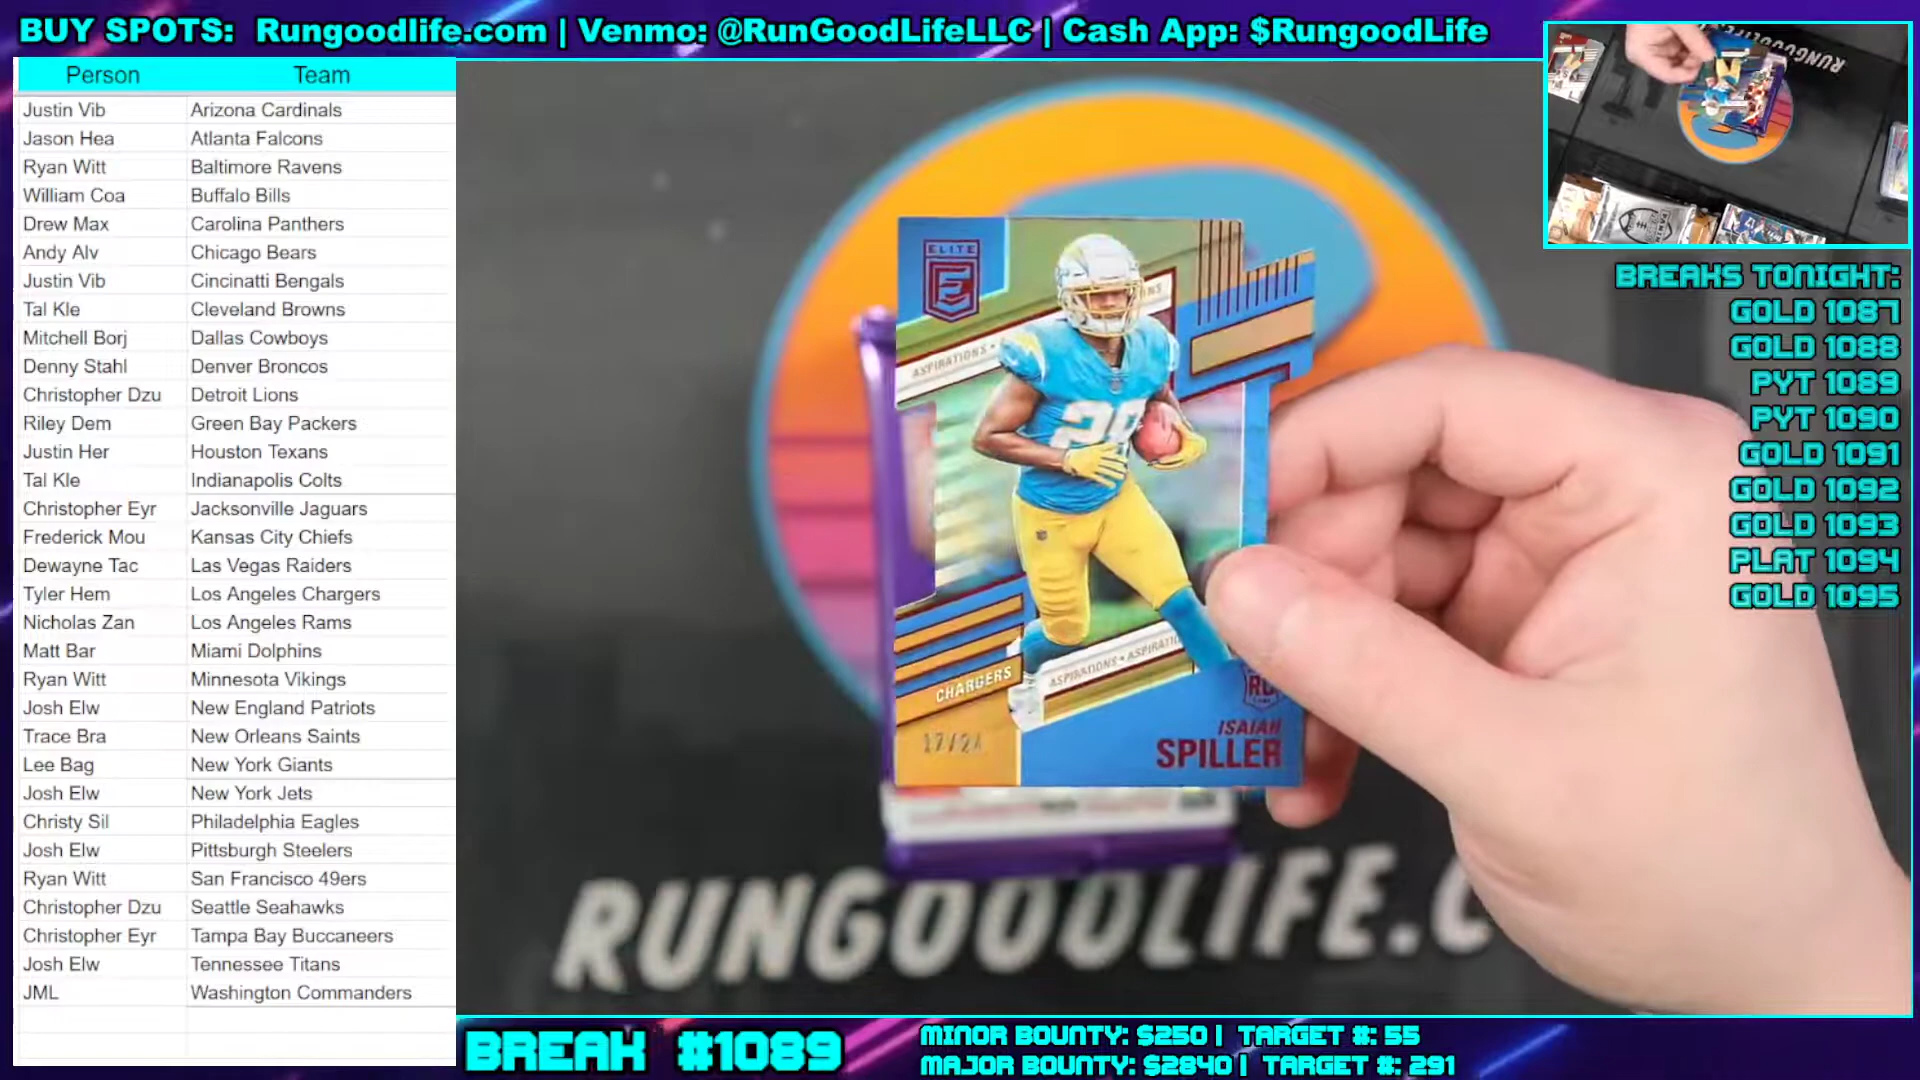 BUY SPOTS: Rungoodlife.com | Venmo: @RunGoodLifeLLC | Cash App: $RungoodLife
Person Team
Justin Vib Arizona Cardinals
Jason Hea Atlanta Falcons
Ryan Witt Baltimore Ravens
William Coa Buffalo Bills
Drew Max Carolina Panthers
Andy Alv Chicago Bears
Justin Vib Cincinatti Bengals
Tal Kle Cleveland Browns
Mitchell Borj Dallas Cowboys
Denny Stahl Denver Broncos
Christopher Dzu Detroit Lions
Riley Dem Green Bay Packers
Justin Her Houston Texans
Tal Kle Indianapolis Colts
Christopher Eyr Jacksonville Jaguars
Frederick Mou Kansas City Chiefs
Dewayne Tac Las Vegas Raiders
Tyler Hem Los Angeles Chargers
Nicholas Zan Los Angeles Rams
Matt Bar Miami Dolphins
Ryan Witt Minnesota Vikings
Josh Elw New England Patriots
Trace Bra New Orleans Saints
Lee Bag New York Giants
Josh Elw New York Jets
Christy Sil Philadelphia Eagles
Josh Elw Pittsburgh Steelers
Ryan Witt San Francisco 49ers
Christopher Dzu Seattle Seahawks
Christopher Eyr Tampa Bay Buccaneers
Josh Elw Tennessee Titans
JML Washington Commanders
ELITE
E
ASPIRATIONS •
28
ASPIRATIONS • ASPIRATIO
CHARGERS
RC
ISAIAH
SPILLER
17/24
RUNGOODLIFE.C
RUNGOOD
BREAKS TONIGHT:
GOLD 1087
GOLD 1088
PYT 1089
PYT 1090
GOLD 1091
GOLD 1092
GOLD 1093
PLAT 1094
GOLD 1095
BREAK #1089
MINOR BOUNTY: $250 | TARGET #: 55
MAJOR BOUNTY: $2840 | TARGET #: 291